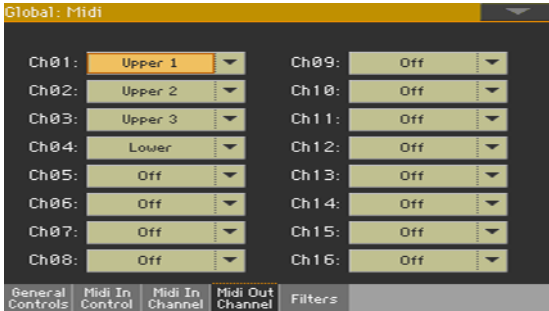 Global: Midi
Ch01: Upper 1 Ch09: Off
Ch02: Upper 2 Ch10: Off
Ch03: Upper 3 Ch11: Off
Ch04: Lower Ch12: Off
Ch05: Off Ch13: Off
Ch06: Off Ch14: Off
Ch07: Off Ch15: Off
Ch08: Off Ch16: Off
General Controls Midi In Control Midi In Channel Midi Out Channel Filters